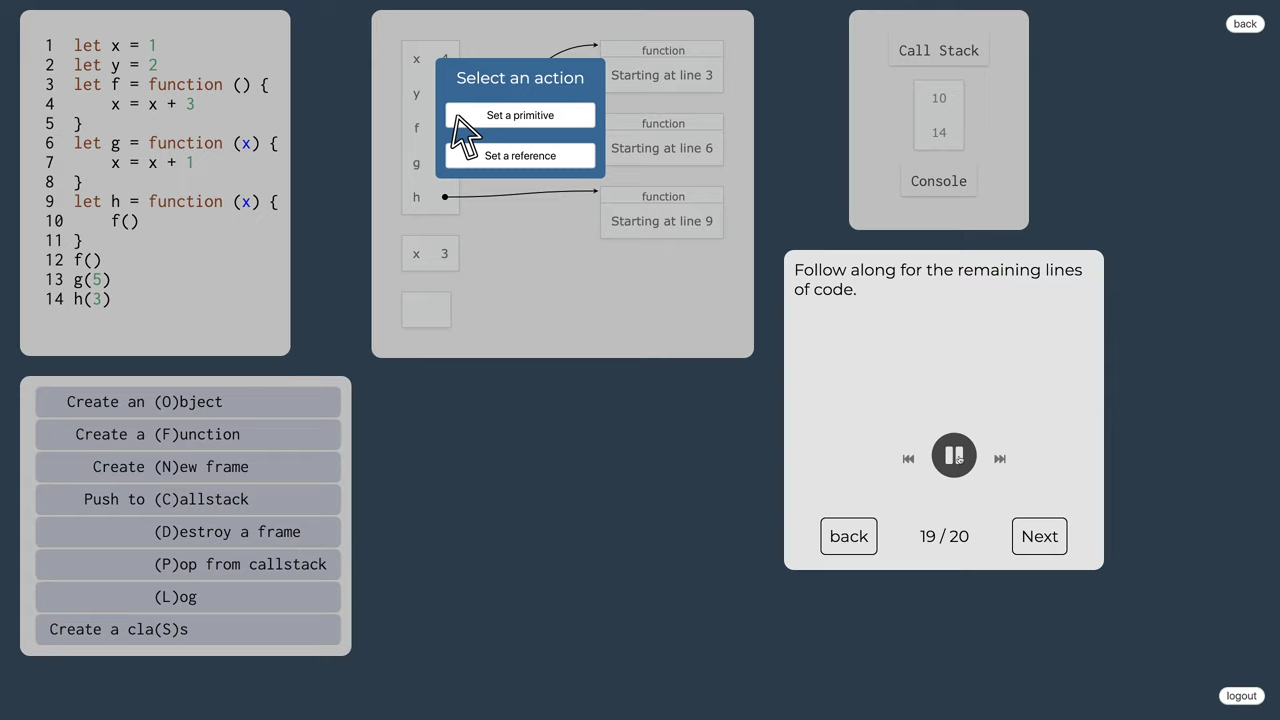 1 let x = 1
2 let y = 2
3 let f = function () {
4 x = x + 3
5 }
6 let g = function (x) {
7 x = x + 1
8 }
9 let h = function (x) {
10 f()
11 }
12 f()
13 g(5)
14 h(3)
Create an (O)bject
Create a (F)unction
Create (N)ew frame
Push to (C)allstack
(D)estroy a frame
(P)op from callstack
(L)og
Create a cla(S)s
x
y
f
g
h
x 3
Select an action
Set a primitive
Set a reference
function
Starting at line 3
function
Starting at line 6
function
Starting at line 9
Call Stack
10
14
Console
back
Follow along for the remaining lines
of code.
back
19 / 20
Next
logout